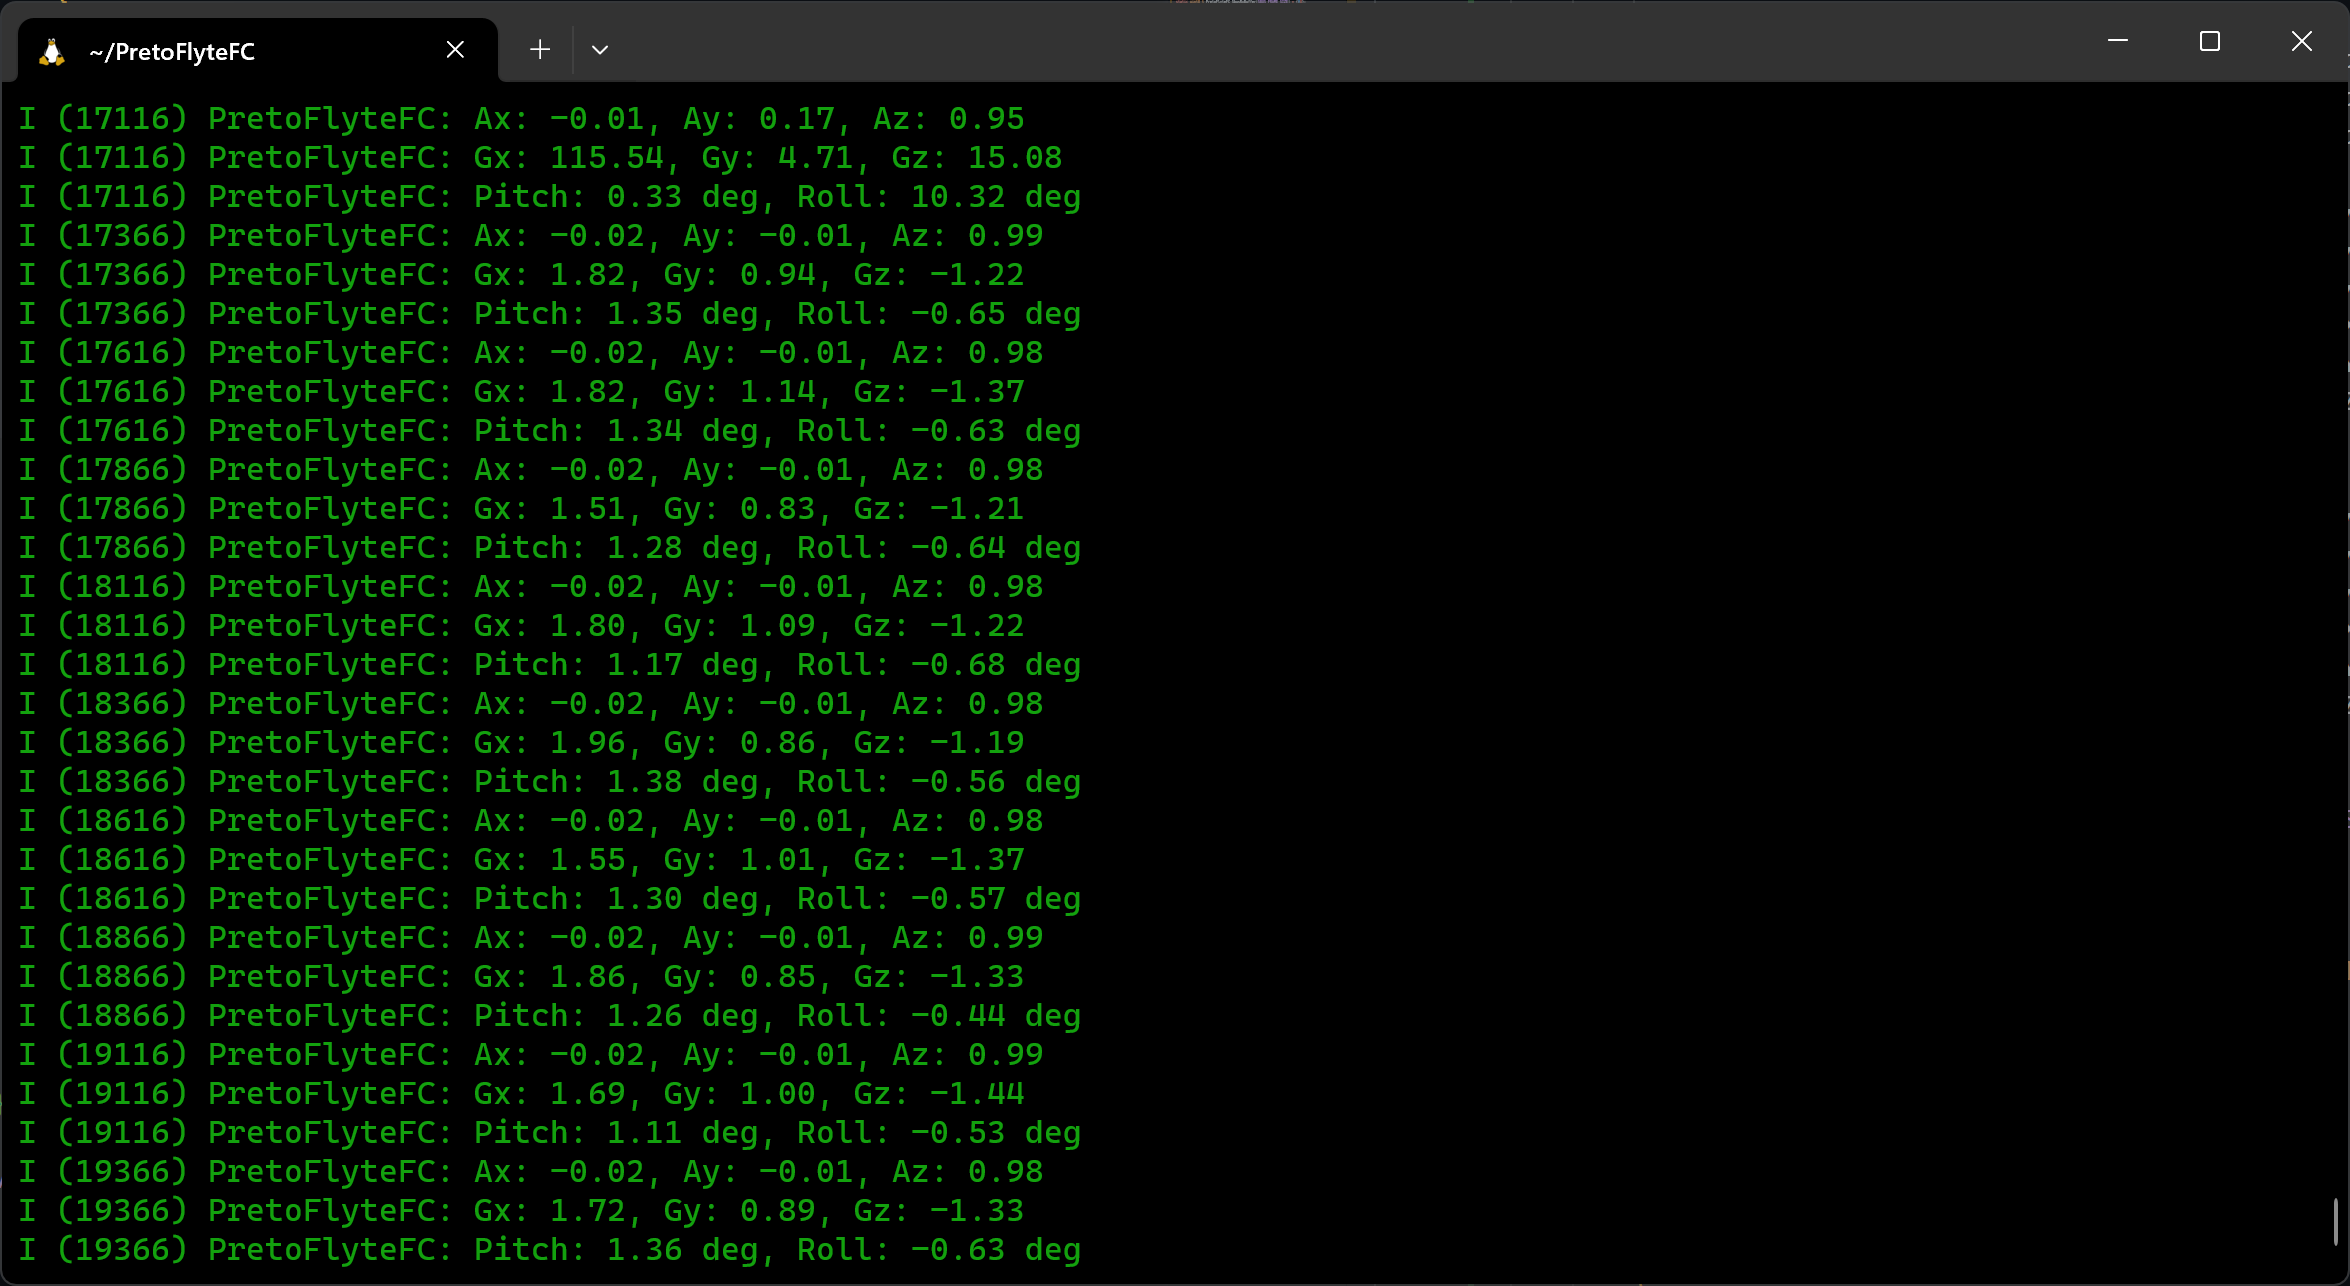 ~/PretoFlyteFC
I (17116) PretoFlyteFC: Ax: -0.01, Ay: 0.17, Az: 0.95
I (17116) PretoFlyteFC: Gx: 115.54, Gy: 4.71, Gz: 15.08
I (17116) PretoFlyteFC: Pitch: 0.33 deg, Roll: 10.32 deg
I (17366) PretoFlyteFC: Ax: -0.02, Ay: -0.01, Az: 0.99
I (17366) PretoFlyteFC: Gx: 1.82, Gy: 0.94, Gz: -1.22
I (17366) PretoFlyteFC: Pitch: 1.35 deg, Roll: -0.65 deg
I (17616) PretoFlyteFC: Ax: -0.02, Ay: -0.01, Az: 0.98
I (17616) PretoFlyteFC: Gx: 1.82, Gy: 1.14, Gz: -1.37
I (17616) PretoFlyteFC: Pitch: 1.34 deg, Roll: -0.63 deg
I (17866) PretoFlyteFC: Ax: -0.02, Ay: -0.01, Az: 0.98
I (17866) PretoFlyteFC: Gx: 1.51, Gy: 0.83, Gz: -1.21
I (17866) PretoFlyteFC: Pitch: 1.28 deg, Roll: -0.64 deg
I (18116) PretoFlyteFC: Ax: -0.02, Ay: -0.01, Az: 0.98
I (18116) PretoFlyteFC: Gx: 1.80, Gy: 1.09, Gz: -1.22
I (18116) PretoFlyteFC: Pitch: 1.17 deg, Roll: -0.68 deg
I (18366) PretoFlyteFC: Ax: -0.02, Ay: -0.01, Az: 0.98
I (18366) PretoFlyteFC: Gx: 1.96, Gy: 0.86, Gz: -1.19
I (18366) PretoFlyteFC: Pitch: 1.38 deg, Roll: -0.56 deg
I (18616) PretoFlyteFC: Ax: -0.02, Ay: -0.01, Az: 0.98
I (18616) PretoFlyteFC: Gx: 1.55, Gy: 1.01, Gz: -1.37
I (18616) PretoFlyteFC: Pitch: 1.30 deg, Roll: -0.57 deg
I (18866) PretoFlyteFC: Ax: -0.02, Ay: -0.01, Az: 0.99
I (18866) PretoFlyteFC: Gx: 1.86, Gy: 0.85, Gz: -1.33
I (18866) PretoFlyteFC: Pitch: 1.26 deg, Roll: -0.44 deg
I (19116) PretoFlyteFC: Ax: -0.02, Ay: -0.01, Az: 0.99
I (19116) PretoFlyteFC: Gx: 1.69, Gy: 1.00, Gz: -1.44
I (19116) PretoFlyteFC: Pitch: 1.11 deg, Roll: -0.53 deg
I (19366) PretoFlyteFC: Ax: -0.02, Ay: -0.01, Az: 0.98
I (19366) PretoFlyteFC: Gx: 1.72, Gy: 0.89, Gz: -1.33
I (19366) PretoFlyteFC: Pitch: 1.36 deg, Roll: -0.63 deg